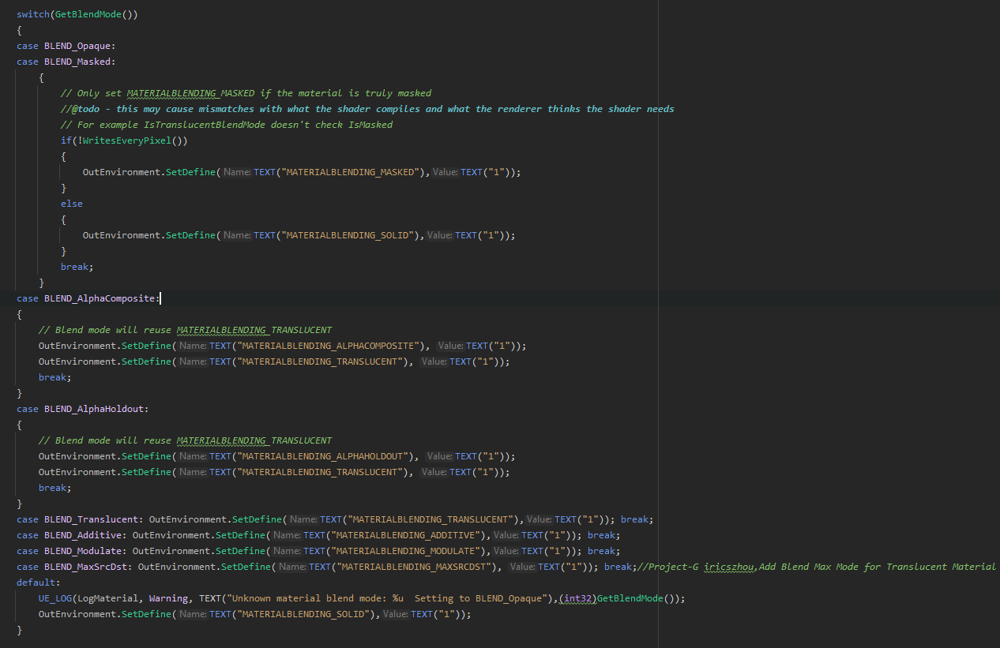 switch(GetBlendMode())
{
case BLEND_Opaque:
case BLEND_Masked:
{
// Only set MATERIALBLENDING_MASKED if the material is truly masked
//@todo - this may cause mismatches with what the shader compiles and what the renderer thinks the shader needs
// For example IsTranslucentBlendMode doesn't check IsMasked
if(!WritesEveryPixel())
{
OutEnvironment.SetDefine( Name: TEXT("MATERIALBLENDING_MASKED"), Value: TEXT("1"));
}
else
{
OutEnvironment.SetDefine( Name: TEXT("MATERIALBLENDING_SOLID"), Value: TEXT("1"));
}
break;
}
case BLEND_AlphaComposite:
{
// Blend mode will reuse MATERIALBLENDING_TRANSLUCENT
OutEnvironment.SetDefine( Name: TEXT("MATERIALBLENDING_ALPHACOMPOSITE"), Value: TEXT("1"));
OutEnvironment.SetDefine( Name: TEXT("MATERIALBLENDING_TRANSLUCENT"), Value: TEXT("1"));
break;
}
case BLEND_AlphaHoldout:
{
// Blend mode will reuse MATERIALBLENDING_TRANSLUCENT
OutEnvironment.SetDefine( Name: TEXT("MATERIALBLENDING_ALPHAHOLDOUT"), Value: TEXT("1"));
OutEnvironment.SetDefine( Name: TEXT("MATERIALBLENDING_TRANSLUCENT"), Value: TEXT("1"));
break;
}
case BLEND_Translucent: OutEnvironment.SetDefine( Name: TEXT("MATERIALBLENDING_TRANSLUCENT"), Value: TEXT("1")); break;
case BLEND_Additive: OutEnvironment.SetDefine( Name: TEXT("MATERIALBLENDING_ADDITIVE"), Value: TEXT("1")); break;
case BLEND_Modulate: OutEnvironment.SetDefine( Name: TEXT("MATERIALBLENDING_MODULATE"), Value: TEXT("1")); break;
case BLEND_MaxSrcDst: OutEnvironment.SetDefine( Name: TEXT("MATERIALBLENDING_MAXSRCDST"), Value: TEXT("1")); break;//Project-G iricszhou,Add Blend Max Mode for Translucent Material
default:
UE_LOG(LogMaterial, Warning, TEXT("Unknown material blend mode: %u  Setting to BLEND_Opaque"),(int32)GetBlendMode());
OutEnvironment.SetDefine( Name: TEXT("MATERIALBLENDING_SOLID"), Value: TEXT("1"));
}